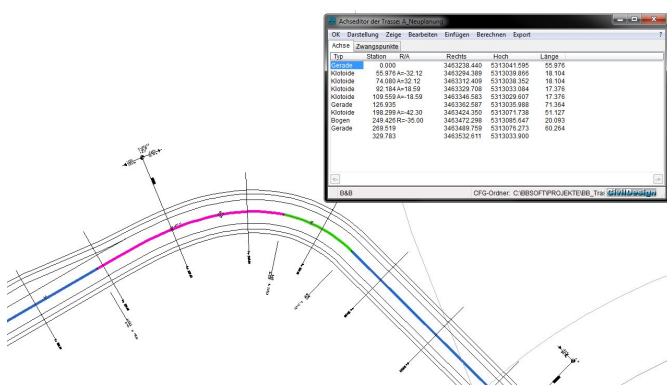 Achseditor der Trasse: A_Neuplanung
OK Darstellung Zeige Bearbeiten Einfügen Berechnen Export ?
Achse Zwangspunkte
Typ Station R/A Rechts Hoch Länge
Gerade 0.000 3463238.440 5313041.595 55.976
Klotoide 55.976 A=-32.12 3463294.389 5313039.866 18.104
Klotoide 74.080 A=32.12 3463312.409 5313038.352 18.104
Klotoide 92.184 A=18.59 3463329.708 5313033.084 17.376
Klotoide 109.559 A=-18.59 3463346.583 5313029.607 17.376
Gerade 126.935 3463362.587 5313035.988 71.364
Klotoide 198.299 A=-42.30 3463424.350 5313071.738 51.127
Bogen 249.426 R=-35.00 3463472.298 5313085.647 20.093
Gerade 269.519 3463489.759 5313076.273 60.264
329.783 3463532.611 5313033.900
B&B CFG-Ordner: C:\BBSOFT\PROJEKTE\BB_Tras CivilDesign